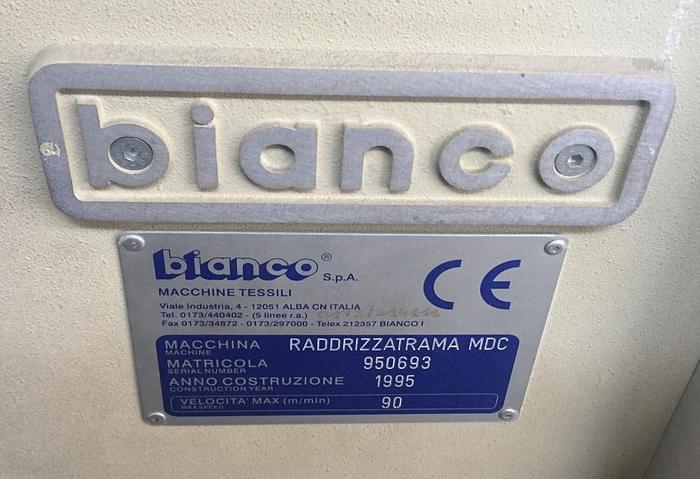 bianco
bianco® S.p.A.
CE
MACCHINE TESSILI
Viale Industria, 4 - 12051 ALBA CN ITALIA
Tel. 0173/440402 - (5 linee r.a.)
Fax 0173/34872 - 0173/297000 - Telex 212357 BIANCO I
MACCHINA RADDRIZZATRAMA MDC
MACHINE
MATRICOLA 950693
SERIAL NUMBER
ANNO COSTRUZIONE 1995
CONSTRUCTION YEAR
VELOCITA' MAX (m/min) 90
MAX SPEED